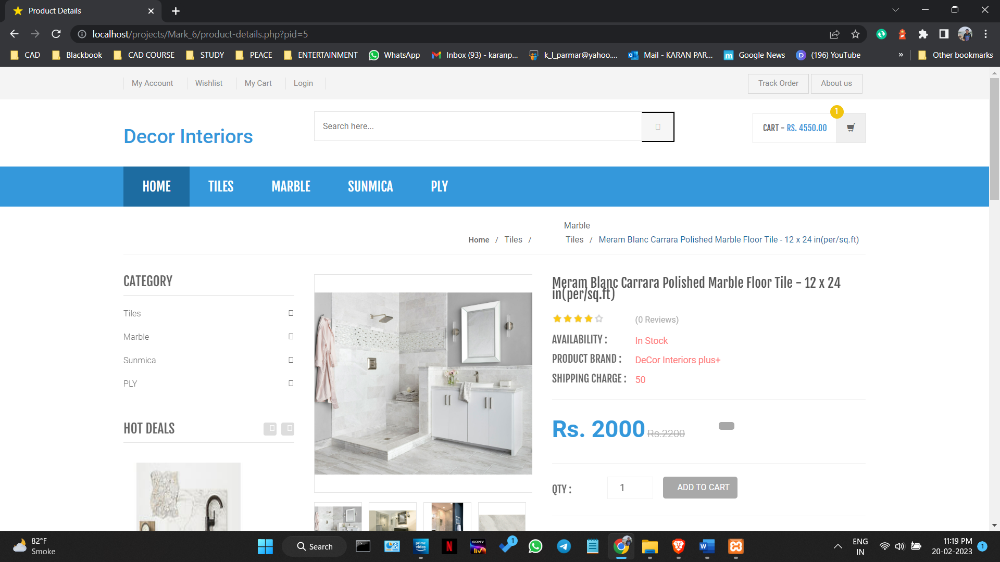 Product Details
localhost/projects/Mark_6/product-details.php?pid=5
CAD
Blackbook
CAD COURSE
STUDY
PEACE
ENTERTAINMENT
WhatsApp
Inbox (93) - karanp...
k_l_parmar@yahoo....
Mail - KARAN PAR...
Google News
(196) YouTube
»
Other bookmarks
My Account
Wishlist
My Cart
Login
Track Order
About us
Decor Interiors
Search here...
CART - RS. 4550.00
1
HOME
TILES
MARBLE
SUNMICA
PLY
Home / Tiles /
Marble
Tiles / Meram Blanc Carrara Polished Marble Floor Tile - 12 x 24 in(per/sq.ft)
CATEGORY
Tiles
Marble
Sunmica
PLY
HOT DEALS
Meram Blanc Carrara Polished Marble Floor Tile - 12 x 24
in(per/sq.ft)
(0 Reviews)
AVAILABILITY : In Stock
PRODUCT BRAND : DeCor Interiors plus+
SHIPPING CHARGE : 50
Rs. 2000 Rs.2200
QTY : 1 ADD TO CART
82°F
Smoke
Search
prime video
N
SONY liv
1
W
ENG
IN
11:19 PM
20-02-2023
1